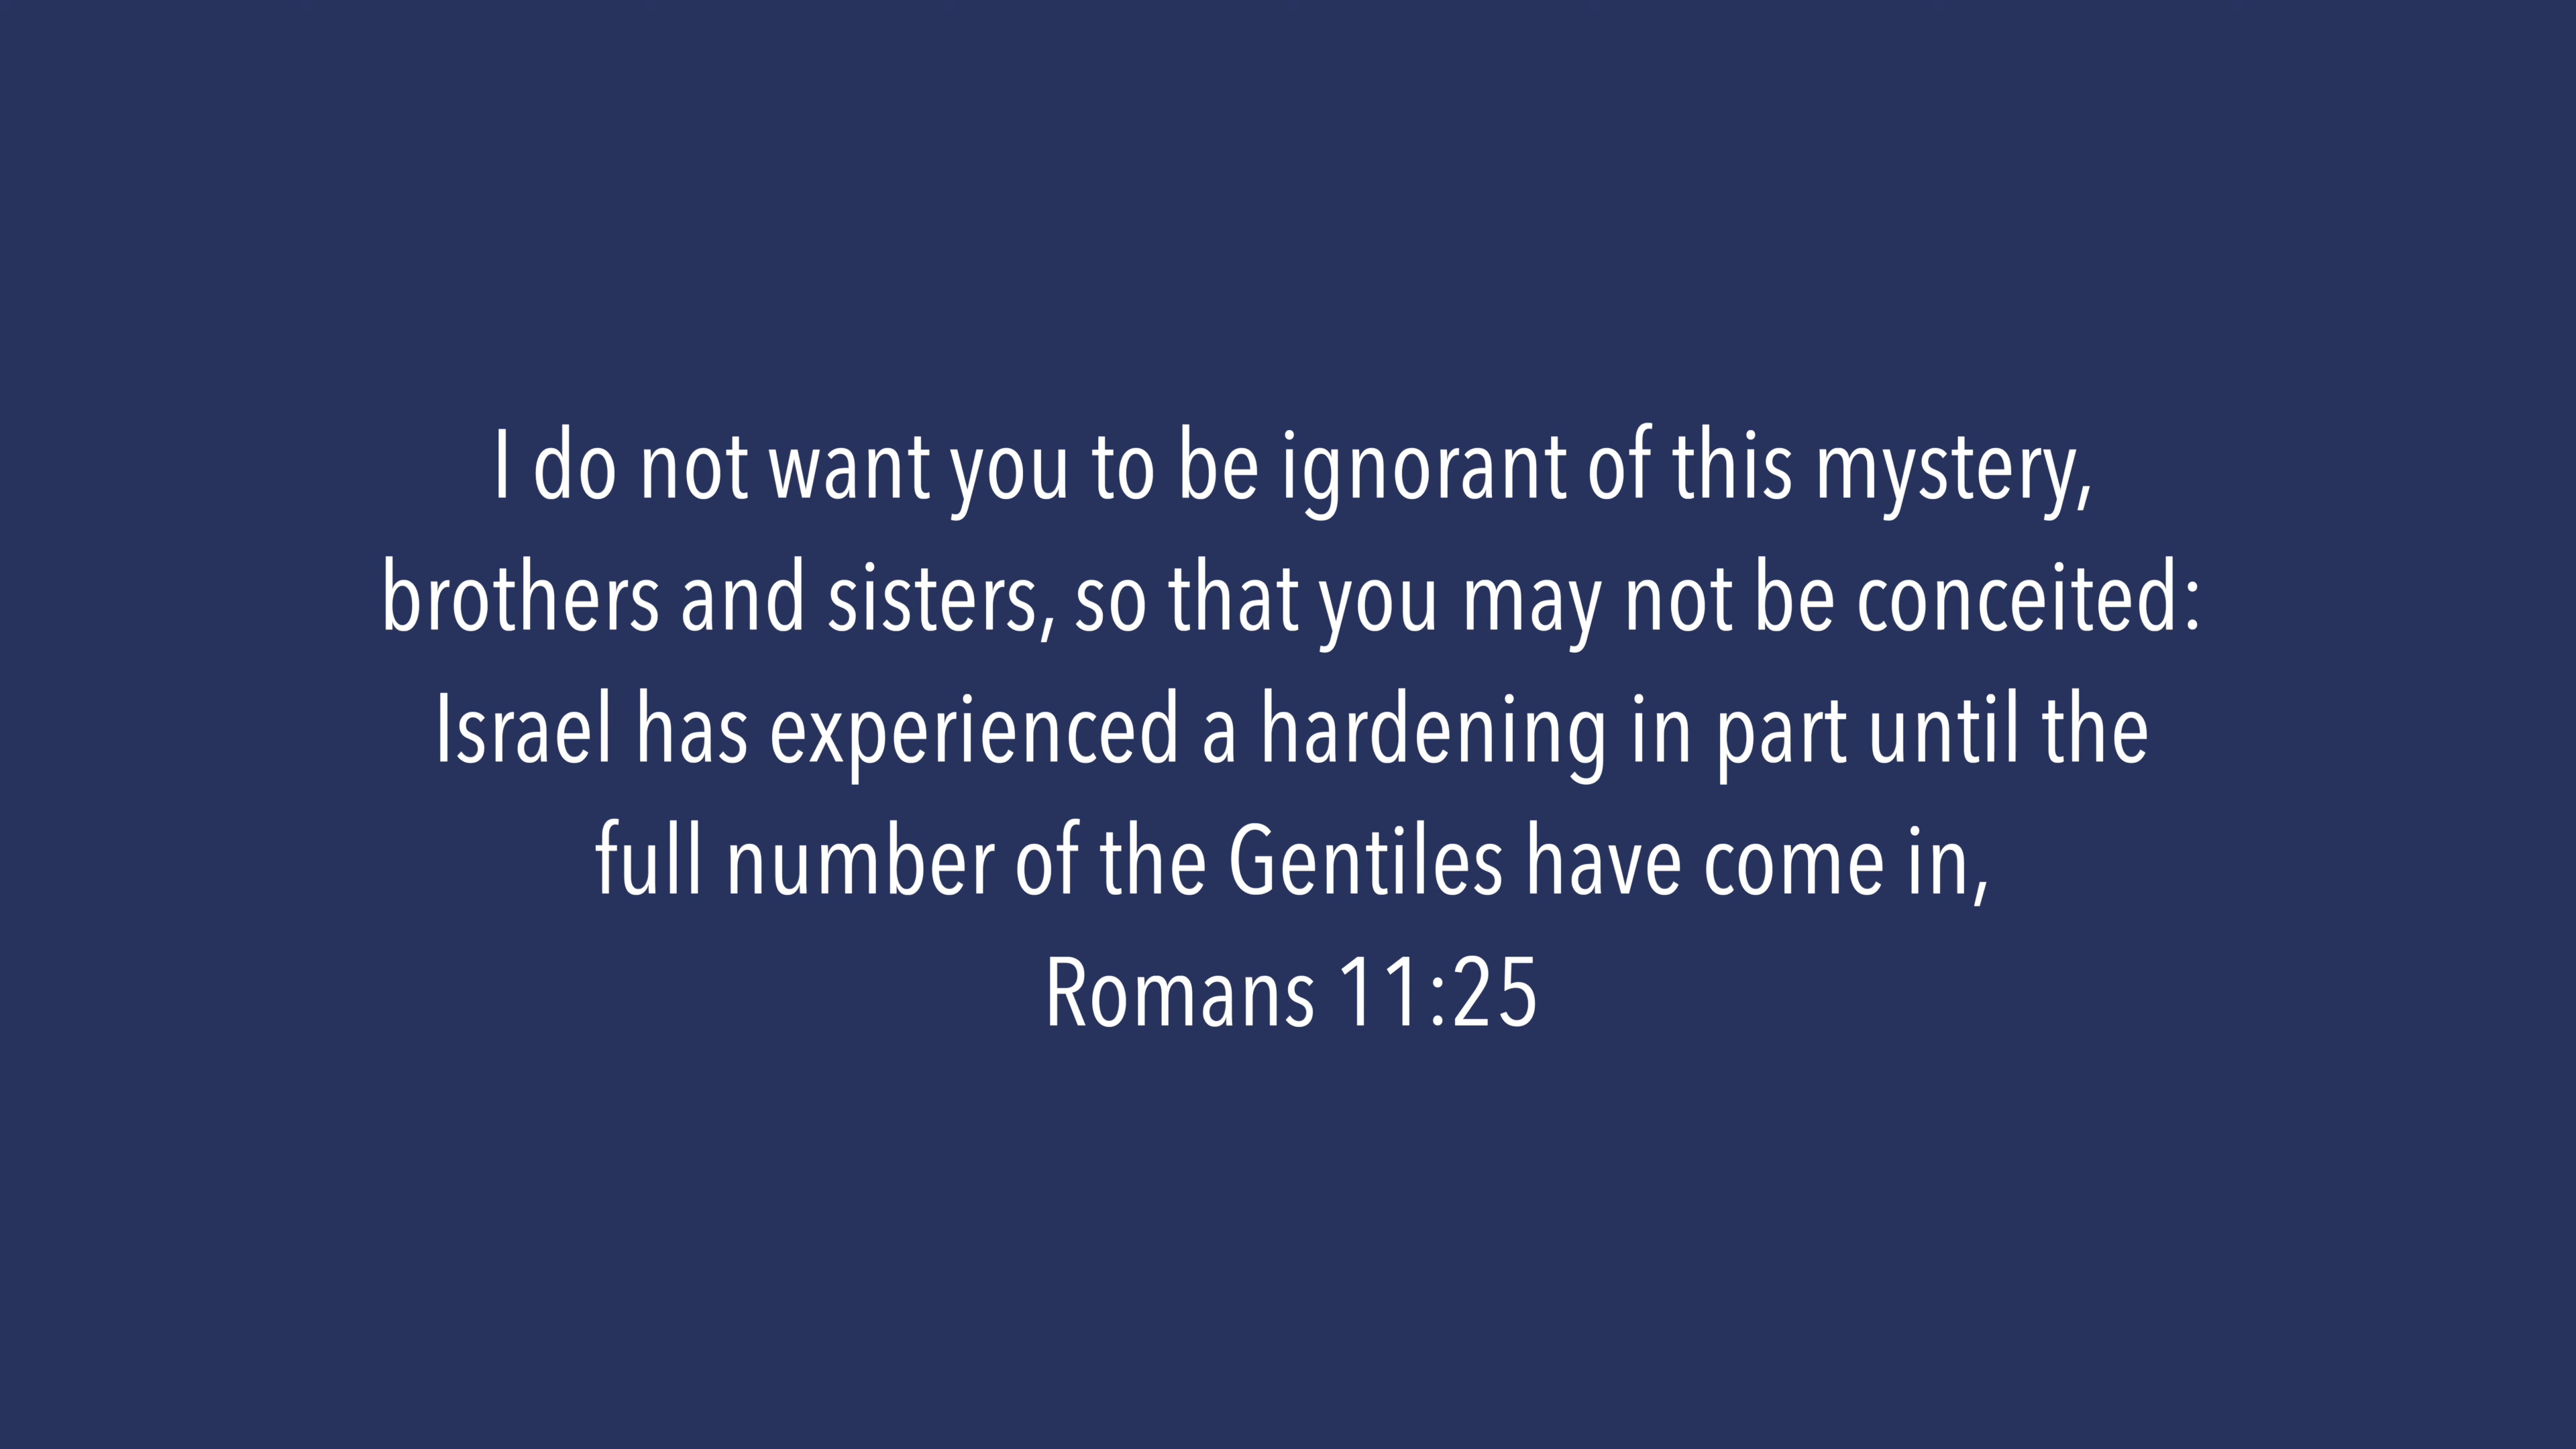 I do not want you to be ignorant of this mystery,
brothers and sisters, so that you may not be conceited:
Israel has experienced a hardening in part until the
full number of the Gentiles have come in,
Romans 11:25